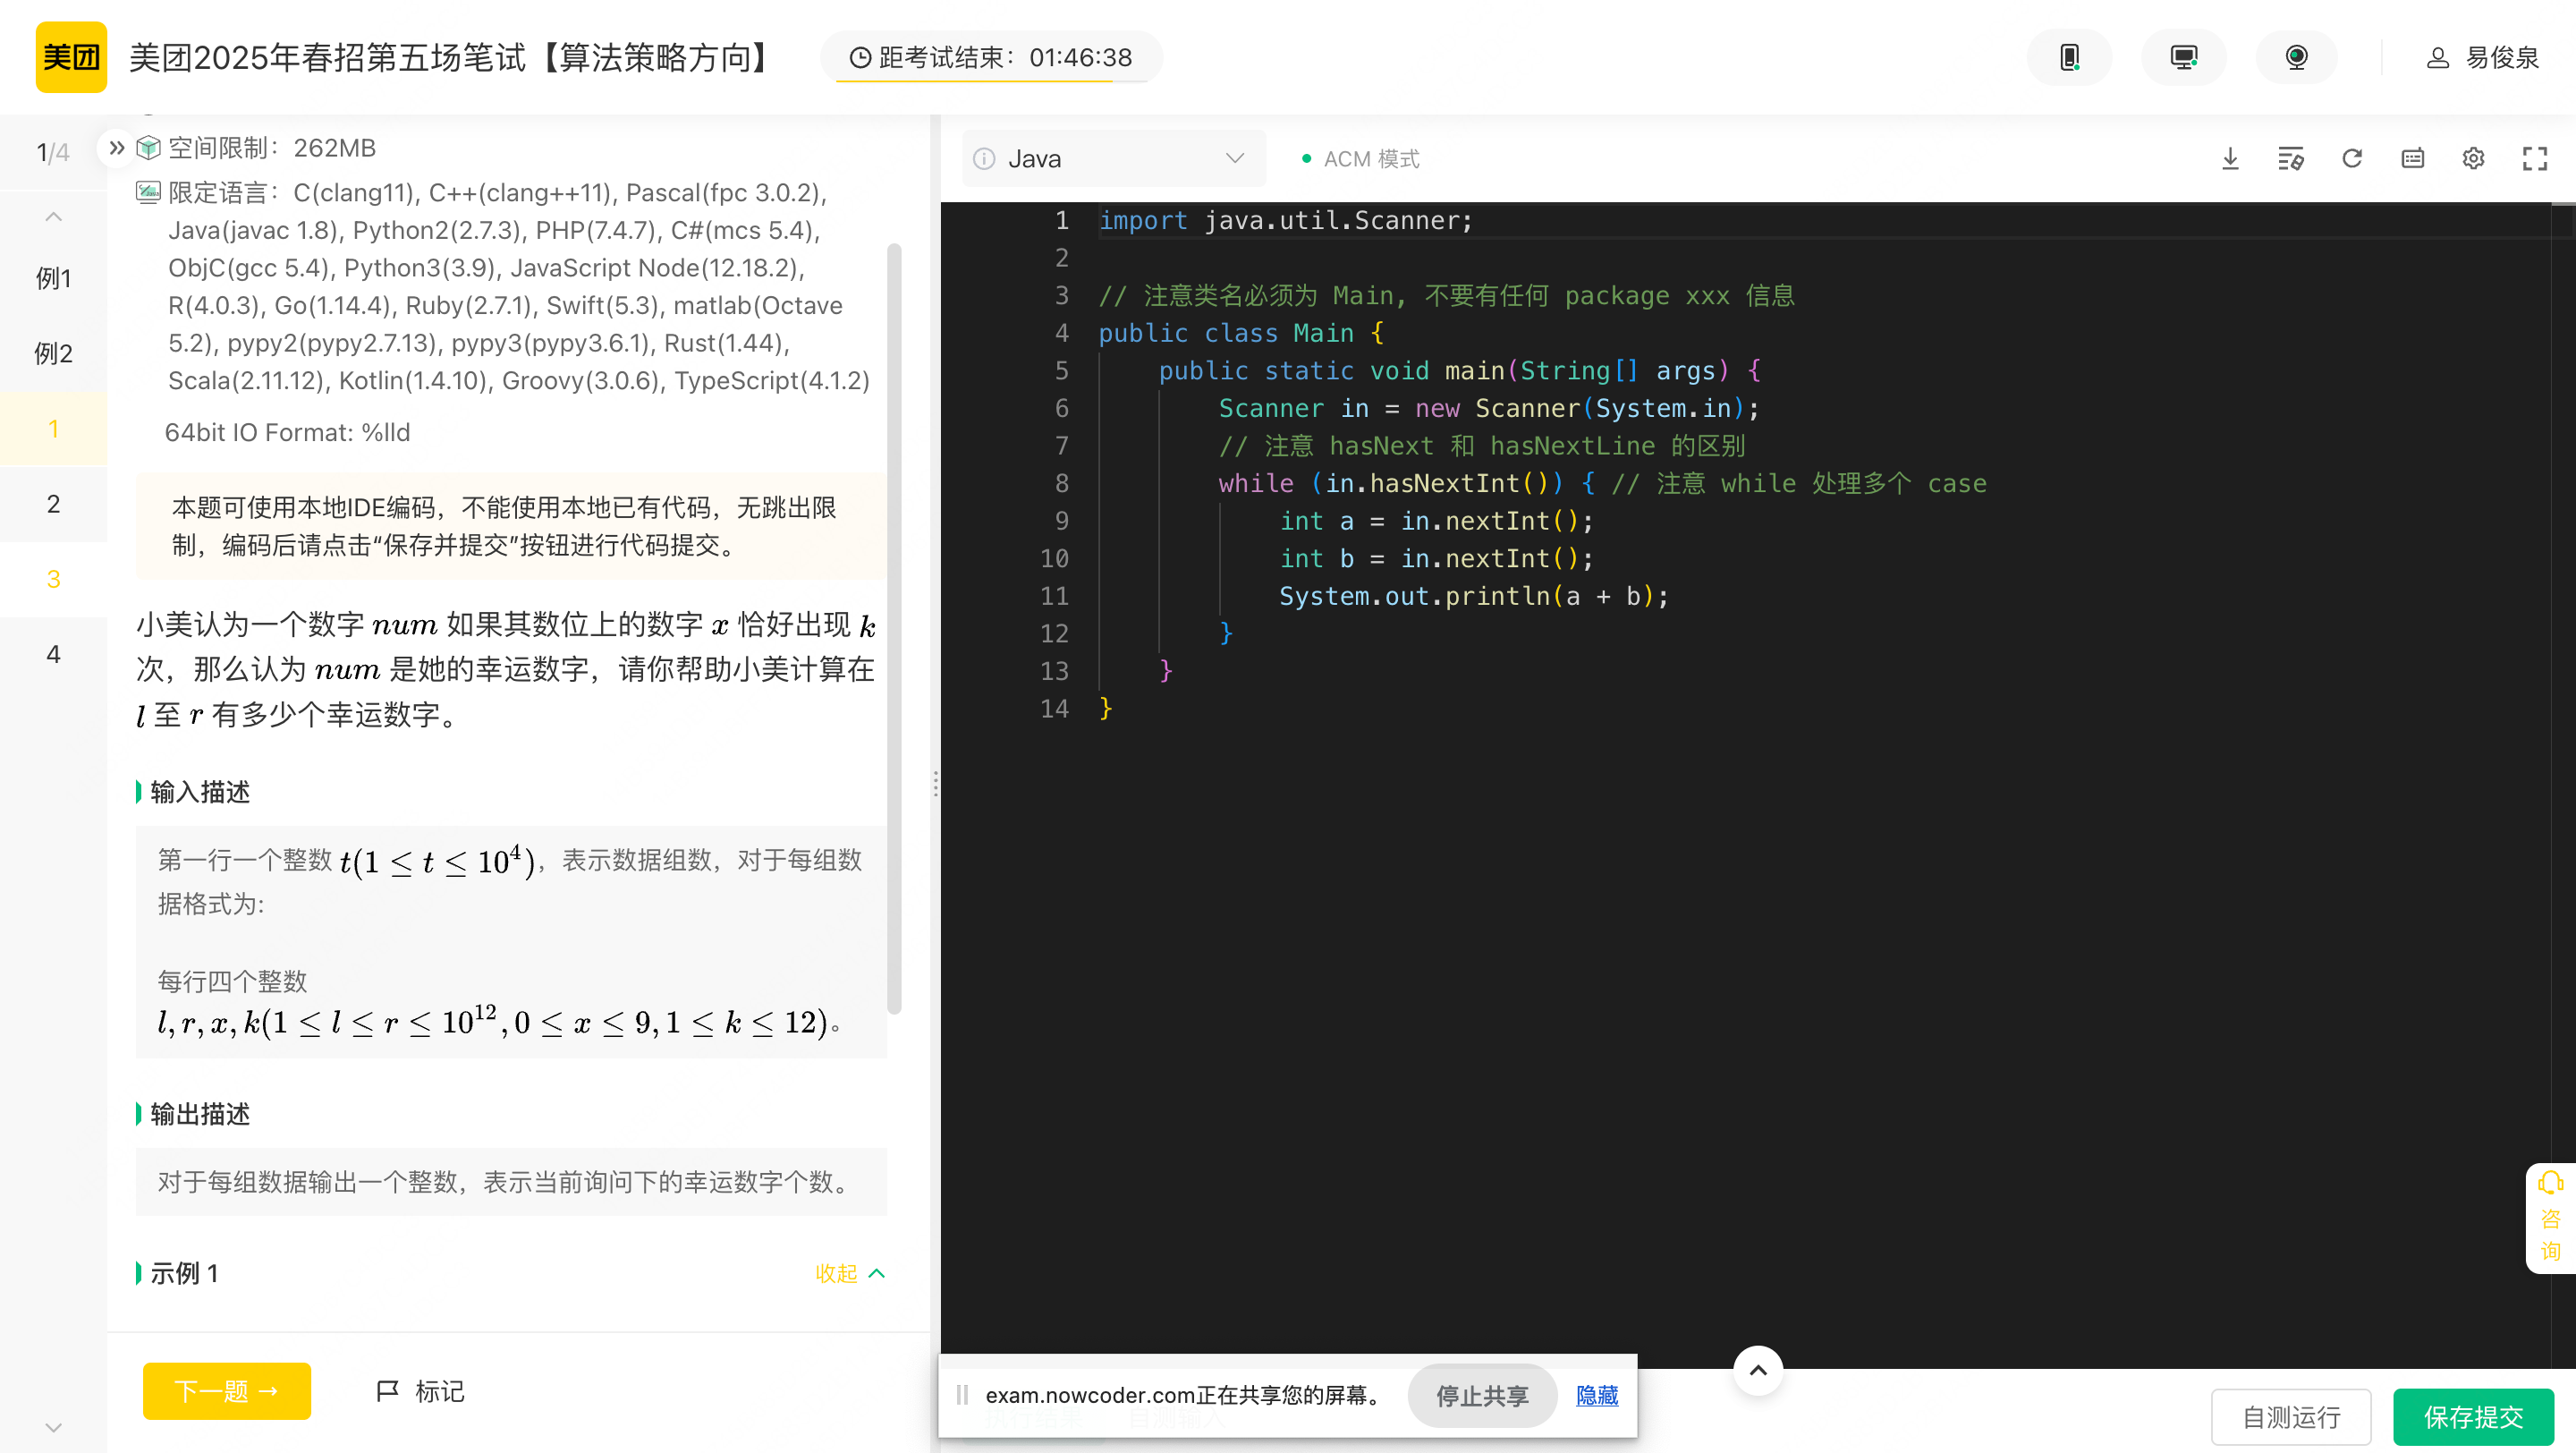 美团
美团2025年春招第五场笔试【算法策略方向】
距考试结束：01:46:38
易俊泉
1/4
例1
例2
1
2
3
4
空间限制：262MB
限定语言：C(clang11), C++(clang++11), Pascal(fpc 3.0.2),
Java(javac 1.8), Python2(2.7.3), PHP(7.4.7), C#(mcs 5.4),
ObjC(gcc 5.4), Python3(3.9), JavaScript Node(12.18.2),
R(4.0.3), Go(1.14.4), Ruby(2.7.1), Swift(5.3), matlab(Octave
5.2), pypy2(pypy2.7.13), pypy3(pypy3.6.1), Rust(1.44),
Scala(2.11.12), Kotlin(1.4.10), Groovy(3.0.6), TypeScript(4.1.2)
64bit IO Format: %lld
本题可使用本地IDE编码，不能使用本地已有代码，无跳出限
制，编码后请点击“保存并提交”按钮进行代码提交。
小美认为一个数字 num 如果其数位上的数字 x 恰好出现 k
次，那么认为 num 是她的幸运数字，请你帮助小美计算在
l 至 r 有多少个幸运数字。
输入描述
第一行一个整数 t(1 ≤ t ≤ 10^4)，表示数据组数，对于每组数
据格式为:
每行四个整数
l, r, x, k(1 ≤ l ≤ r ≤ 10^12, 0 ≤ x ≤ 9, 1 ≤ k ≤ 12)。
输出描述
对于每组数据输出一个整数，表示当前询问下的幸运数字个数。
示例 1
收起
下一题 →
标记
Java
ACM 模式
1 import java.util.Scanner;
2
3 // 注意类名必须为 Main, 不要有任何 package xxx 信息
4 public class Main {
5 public static void main(String[] args) {
6 Scanner in = new Scanner(System.in);
7 // 注意 hasNext 和 hasNextLine 的区别
8 while (in.hasNextInt()) { // 注意 while 处理多个 case
9 int a = in.nextInt();
10 int b = in.nextInt();
11 System.out.println(a + b);
12 }
13 }
14 }
咨
询
exam.nowcoder.com正在共享您的屏幕。
停止共享
隐藏
自测运行
保存提交